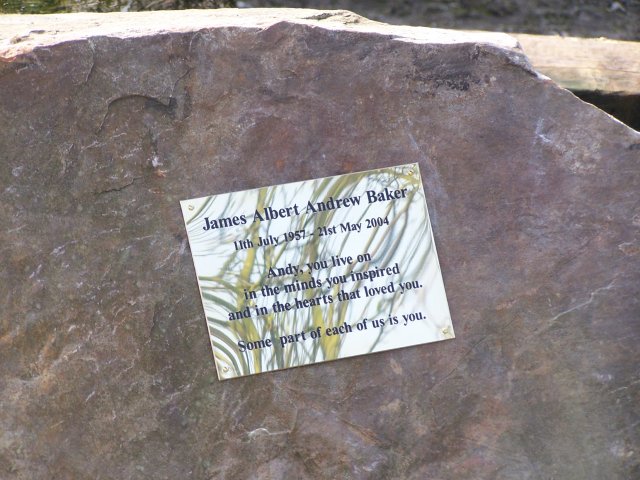 James Albert Andrew Baker
11th July 1957 - 21st May 2004
Andy, you live on
in the minds you inspired
and in the hearts that loved you.
Some part of each of us is you.